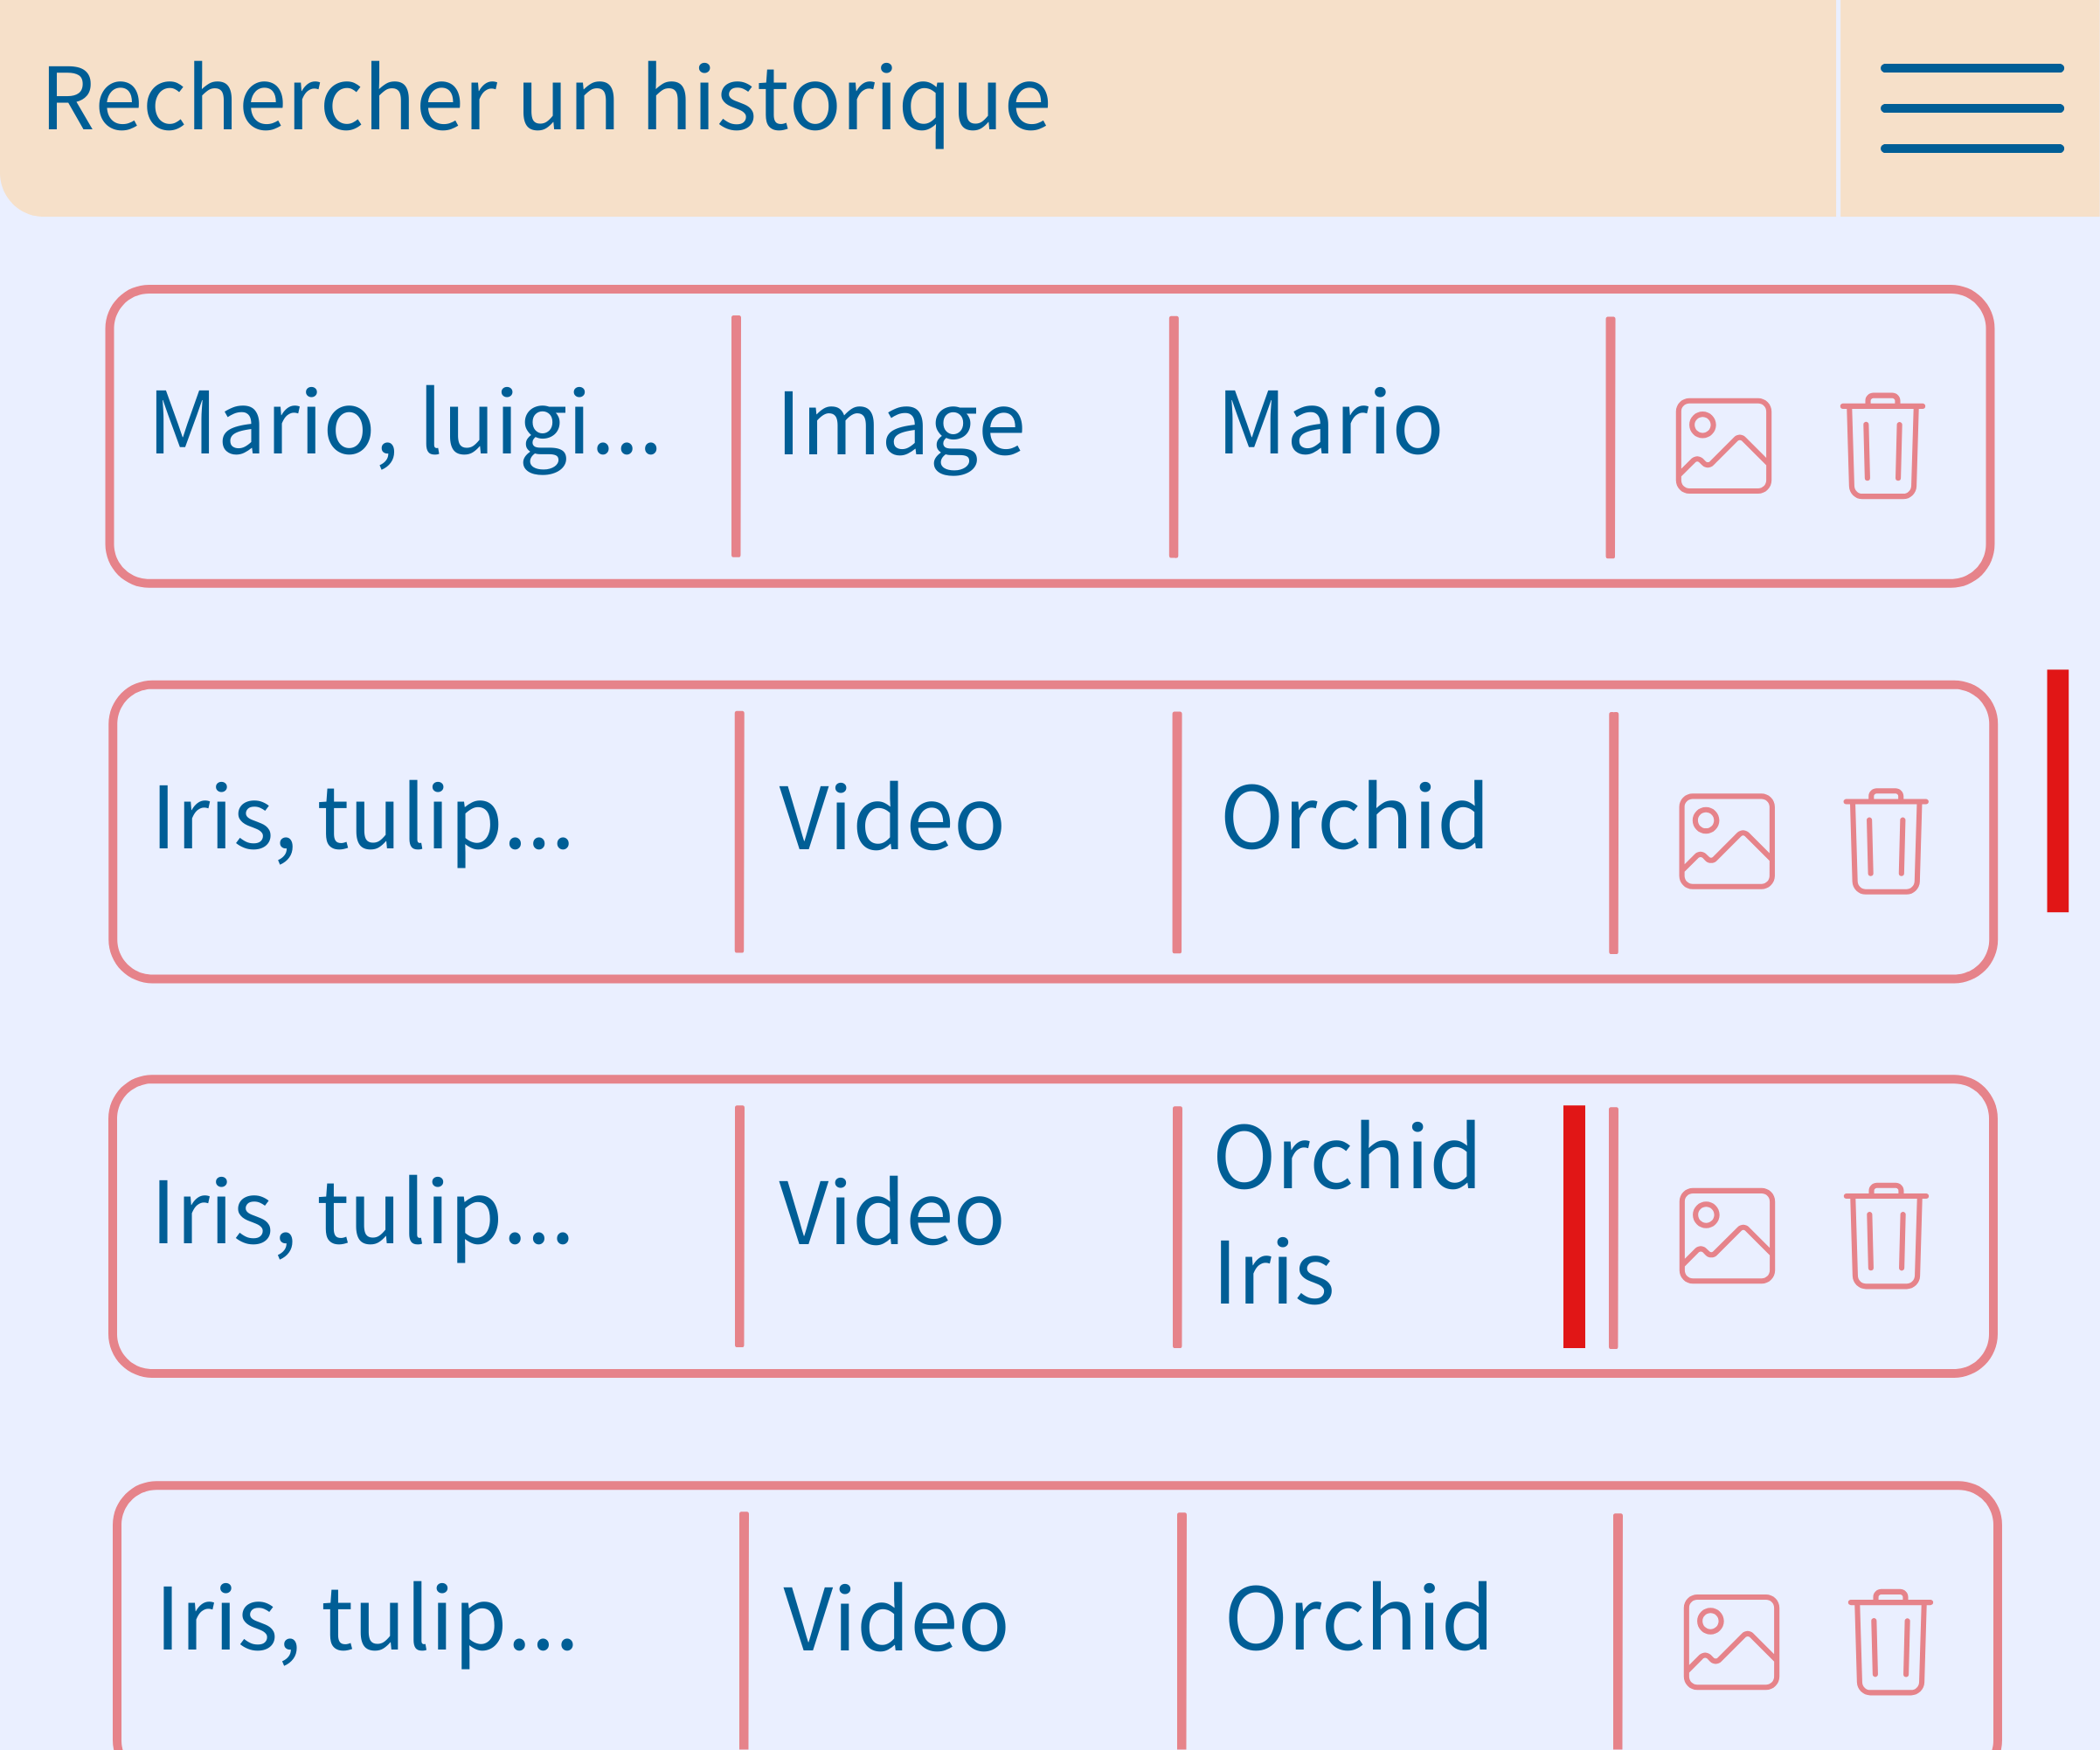 Rechercher un historique
Mario, luigi...
Image
Mario
Iris, tulip...
Video
Orchid
Iris, tulip...
Video
Orchid
Iris
Iris, tulip...
Video
Orchid